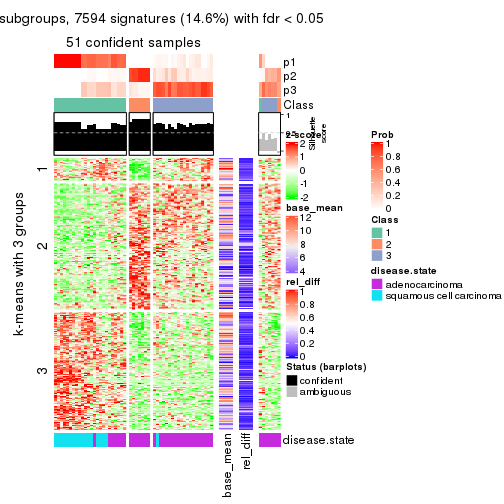 subgroups, 7594 signatures (14.6%) with fdr < 0.05
51 confident samples
p1
p2
p3
Class
1
0.5
Silhouette
score
k-means with 3 groups
1
2
3
base_mean
rel_diff
disease.state
z-score
2
1
0
-1
-2
base_mean
12
10
8
6
4
rel_diff
1
0.8
0.6
0.4
0.2
0
Status (barplots)
confident
ambiguous
Prob
1
0.8
0.6
0.4
0.2
0
Class
1
2
3
disease.state
adenocarcinoma
squamous cell carcinoma